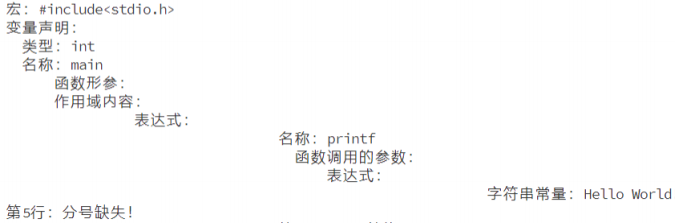 宏: #include<stdio.h>
变量声明:
类型: int
名称: main
函数形参:
作用域内容:
表达式:
名称: printf
函数调用的参数:
表达式:
字符串常量: Hello World
第5行: 分号缺失!